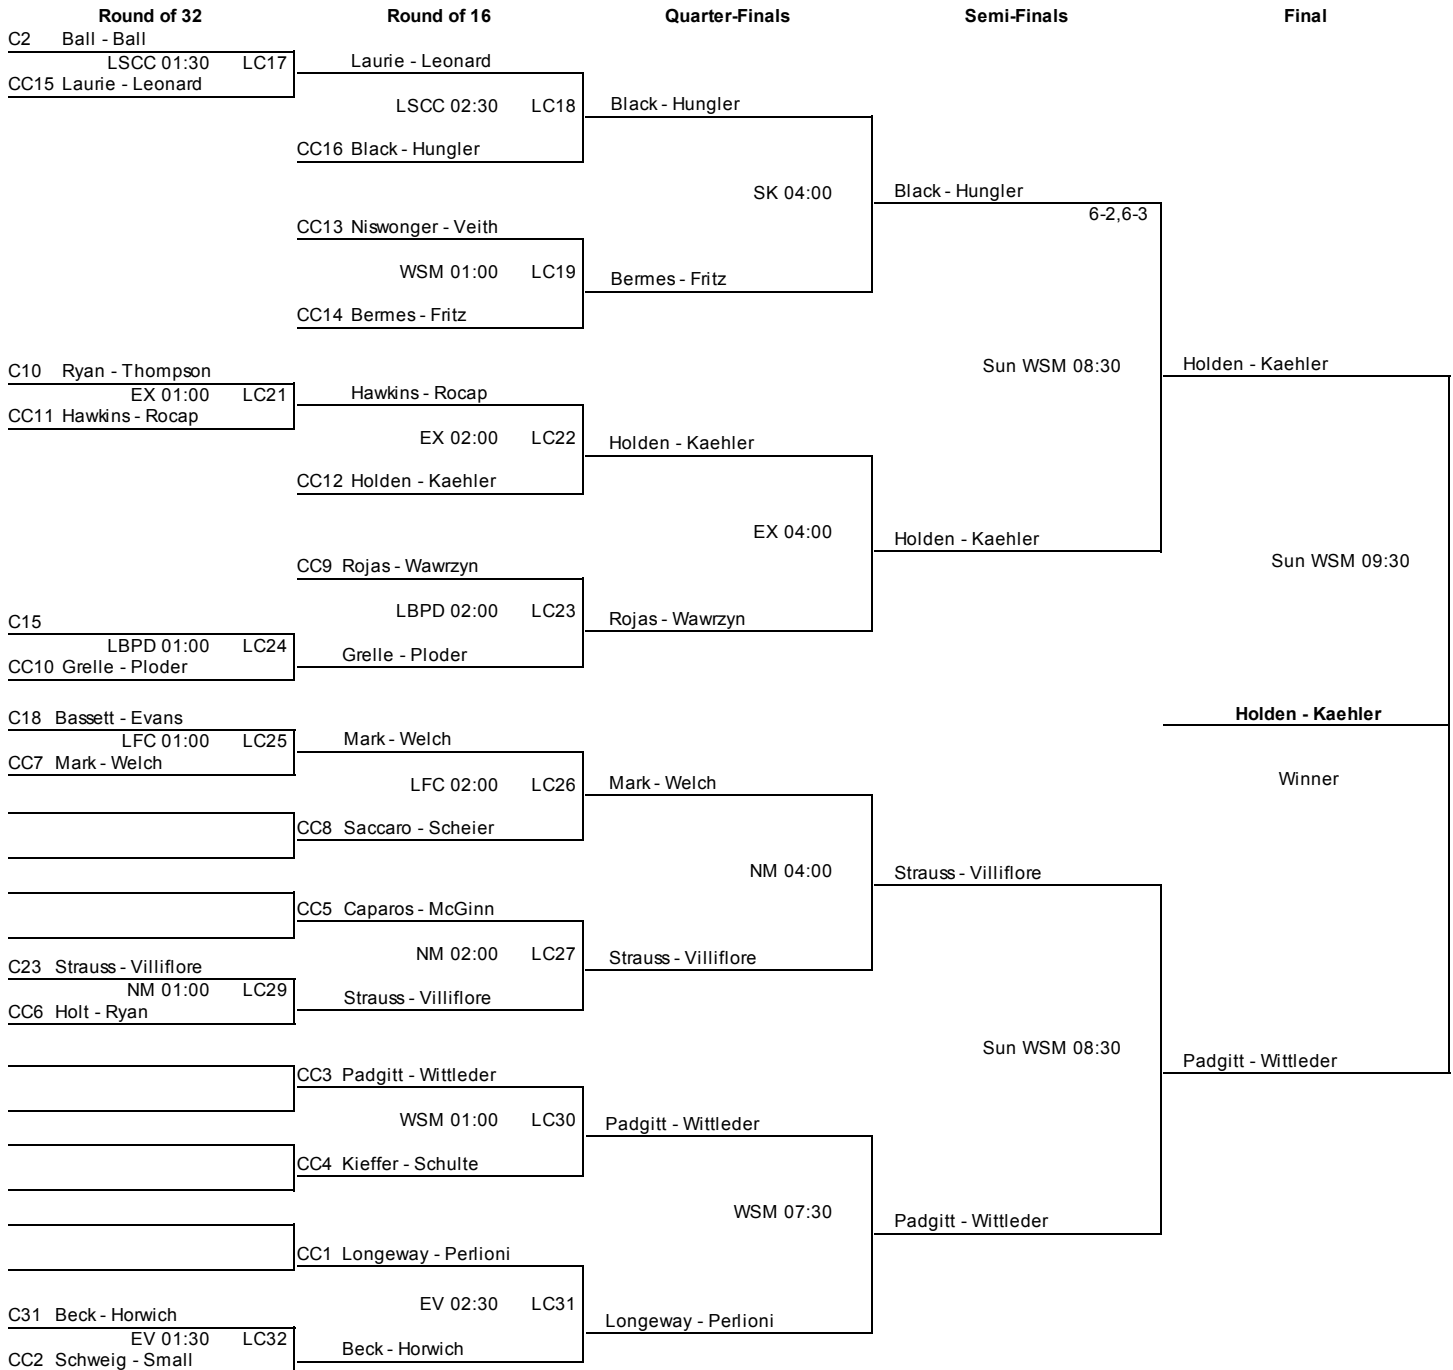 Round of 32 Round of 16 Quarter-Finals Semi-Finals Final
C2 Ball - Ball
LSCC 01:30 LC17
CC15 Laurie - Leonard
Laurie - Leonard
LSCC 02:30 LC18
CC16 Black - Hungler
Black - Hungler
SK 04:00
Black - Hungler
6-2,6-3
CC13 Niswonger - Veith
WSM 01:00 LC19
CC14 Bermes - Fritz
Bermes - Fritz
Sun WSM 08:30
Holden - Kaehler
C10 Ryan - Thompson
EX 01:00 LC21
CC11 Hawkins - Rocap
Hawkins - Rocap
EX 02:00 LC22
CC12 Holden - Kaehler
Holden - Kaehler
EX 04:00
Holden - Kaehler
Sun WSM 09:30
CC9 Rojas - Wawrzyn
LBPD 02:00 LC23
Rojas - Wawrzyn
C15
LBPD 01:00 LC24
CC10 Grelle - Ploder
Grelle - Ploder
Holden - Kaehler
Winner
C18 Bassett - Evans
LFC 01:00 LC25
CC7 Mark - Welch
Mark - Welch
LFC 02:00 LC26
CC8 Saccaro - Scheier
Mark - Welch
NM 04:00
Strauss - Villiflore
CC5 Caparos - McGinn
NM 02:00 LC27
Strauss - Villiflore
C23 Strauss - Villiflore
NM 01:00 LC29
CC6 Holt - Ryan
Strauss - Villiflore
Sun WSM 08:30
Padgitt - Wittleder
CC3 Padgitt - Wittleder
WSM 01:00 LC30
CC4 Kieffer - Schulte
Padgitt - Wittleder
WSM 07:30
Padgitt - Wittleder
CC1 Longeway - Perlioni
EV 02:30 LC31
Longeway - Perlioni
C31 Beck - Horwich
EV 01:30 LC32
CC2 Schweig - Small
Beck - Horwich